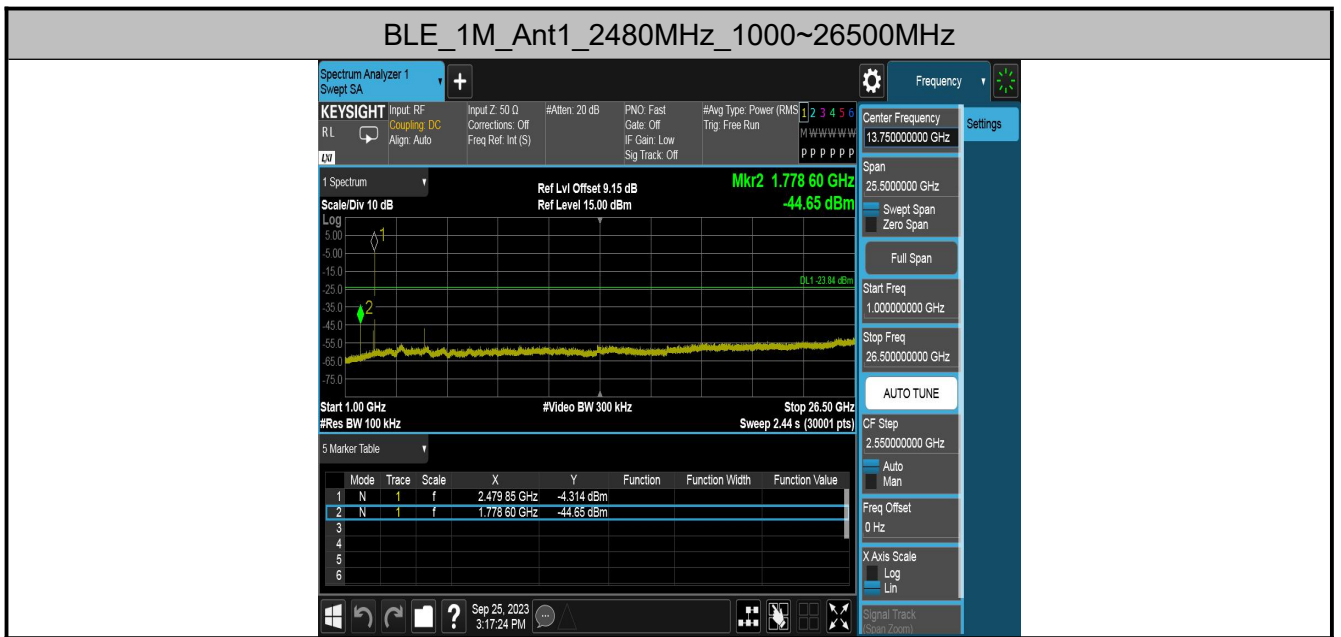 BLE_1M_Ant1_2480MHz_1000~26500MHz
Spectrum Analyzer 1
Swept SA
+
Frequency
KEYSIGHT
RL
LXI
Input: RF
Coupling: DC
Align: Auto
Input Z: 50 Ω
Corrections: Off
Freq Ref: Int (S)
#Atten: 20 dB
PNO: Fast
Gate: Off
IF Gain: Low
Sig Track: Off
#Avg Type: Power (RMS
Trig: Free Run
1 2 3 4 5 6
M W W W W W
P P P P P P
Center Frequency
13.750000000 GHz
Settings
Span
25.5000000 GHz
Swept Span
Zero Span
Full Span
Start Freq
1.000000000 GHz
Stop Freq
26.500000000 GHz
AUTO TUNE
CF Step
2.550000000 GHz
Auto
Man
Freq Offset
0 Hz
X Axis Scale
Log
Lin
Signal Track
(Span Zoom)
1 Spectrum
Scale/Div 10 dB
Ref Lvl Offset 9.15 dB
Ref Level 15.00 dBm
Mkr2 1.778 60 GHz
-44.65 dBm
Log
5.00
-5.00
-15.0
-25.0
-35.0
-45.0
-55.0
-65.0
-75.0
1
2
DL1 -23.84 dBm
Start 1.00 GHz
#Res BW 100 kHz
#Video BW 300 kHz
Stop 26.50 GHz
Sweep 2.44 s (30001 pts)
5 Marker Table
Mode Trace Scale X Y Function Function Width Function Value
1 N 1 f 2.479 85 GHz -4.314 dBm
2 N 1 f 1.778 60 GHz -44.65 dBm
3
4
5
6
?
Sep 25, 2023
3:17:24 PM